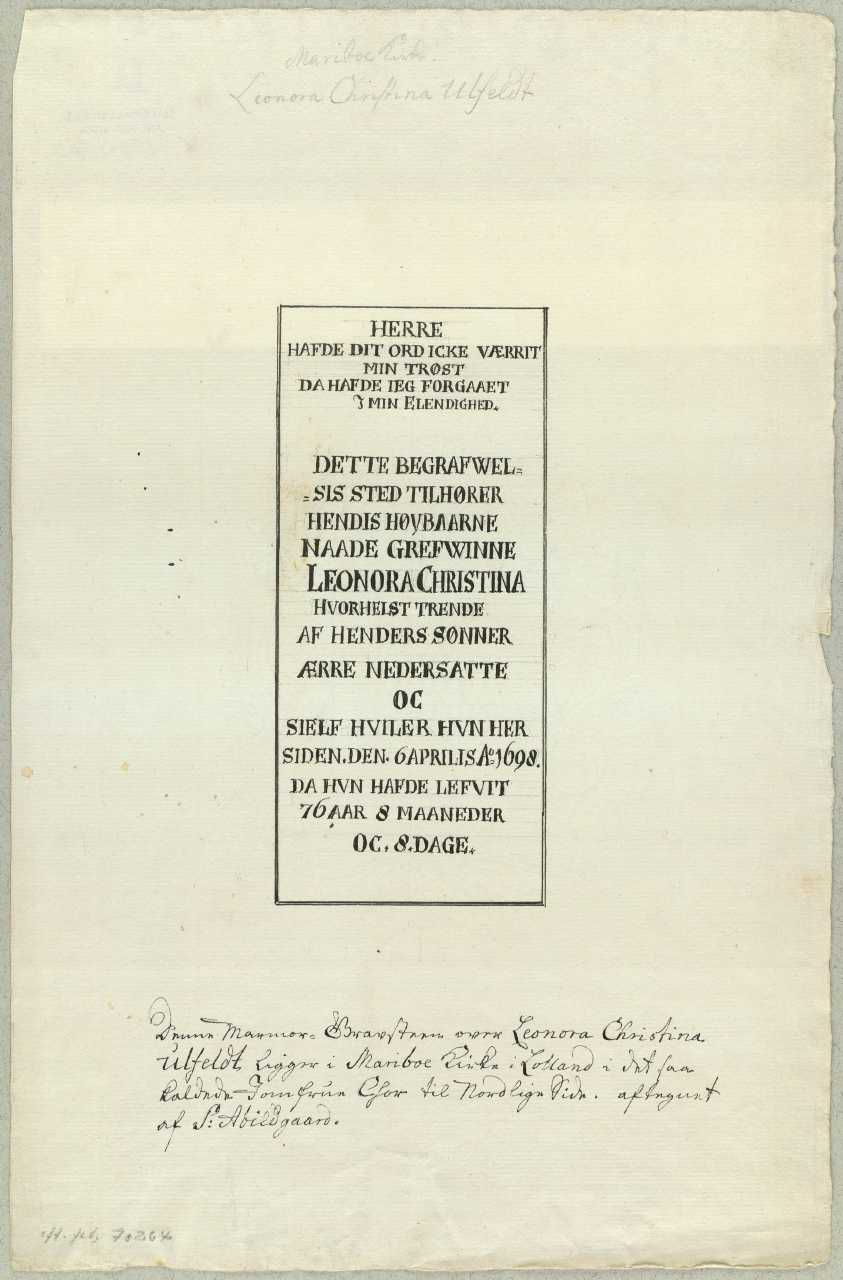 Mariboe Kirke.
Leonora Christina Ulfeldt
HERRE
HAFDE DIT ORD ICKE VÆRRIT
MIN TRØST
DA HAFDE IEG FORGAAET
I MIN ELENDIGHED.
DETTE BEGRAFWEL=
=SIS STED TILHØRER
HENDIS HØYBAARNE
NAADE GREFWINNE
LEONORA CHRISTINA
HVORHELST TRENDE
AF HENDERS SØNNER
ÆRRE NEDERSATTE
OC
SIELF HVILER HVN HER
SIDEN. DEN. 6 APRILIS Aº 1698.
DA HVN HAFDE LEFVIT
76 AAR 8 MAANEDER
OC. 8. DAGE.
Denne Marmor-Gravsteen over Leonora Christina
Ulfeldt ligger i Mariboe Kirke i Lolland i det saa
kaldede Jomfrue Chor til Nordlige Side. aftegnet
af S: Abildgaard.
70264